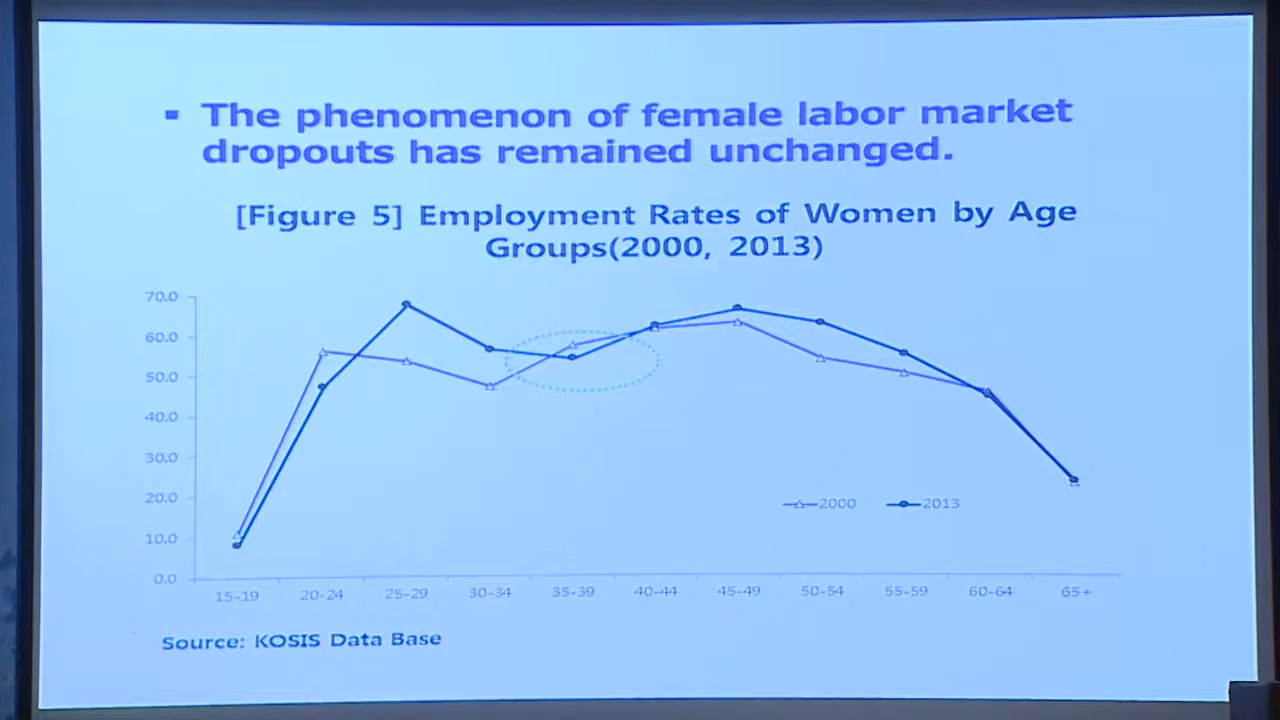 ▪ The phenomenon of female labor market
dropouts has remained unchanged.
[Figure 5] Employment Rates of Women by Age
Groups(2000, 2013)
70.0
60.0
50.0
40.0
30.0
20.0
10.0
0.0
2000 2013
15-19 20-24 25-29 30-34 35-39 40-44 45-49 50-54 55-59 60-64 65+
Source: KOSIS Data Base